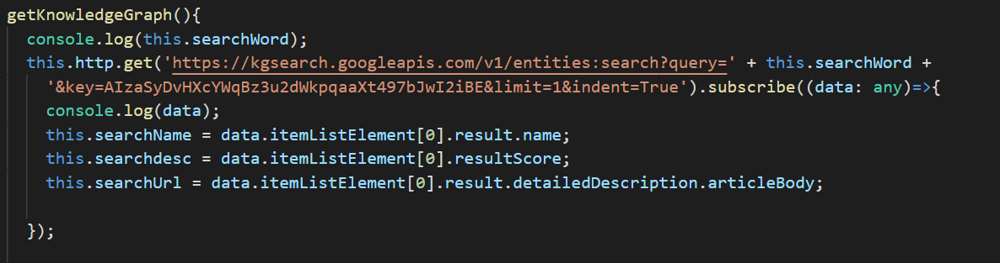 getKnowledgeGraph(){
console.log(this.searchWord);
this.http.get('https://kgsearch.googleapis.com/v1/entities:search?query=' + this.searchWord +
'&key=AIzaSyDvHXcYWqBz3u2dWkpqaaXt497bJwI2iBE&limit=1&indent=True').subscribe((data: any)=>{
console.log(data);
this.searchName = data.itemListElement[0].result.name;
this.searchdesc = data.itemListElement[0].resultScore;
this.searchUrl = data.itemListElement[0].result.detailedDescription.articleBody;
});